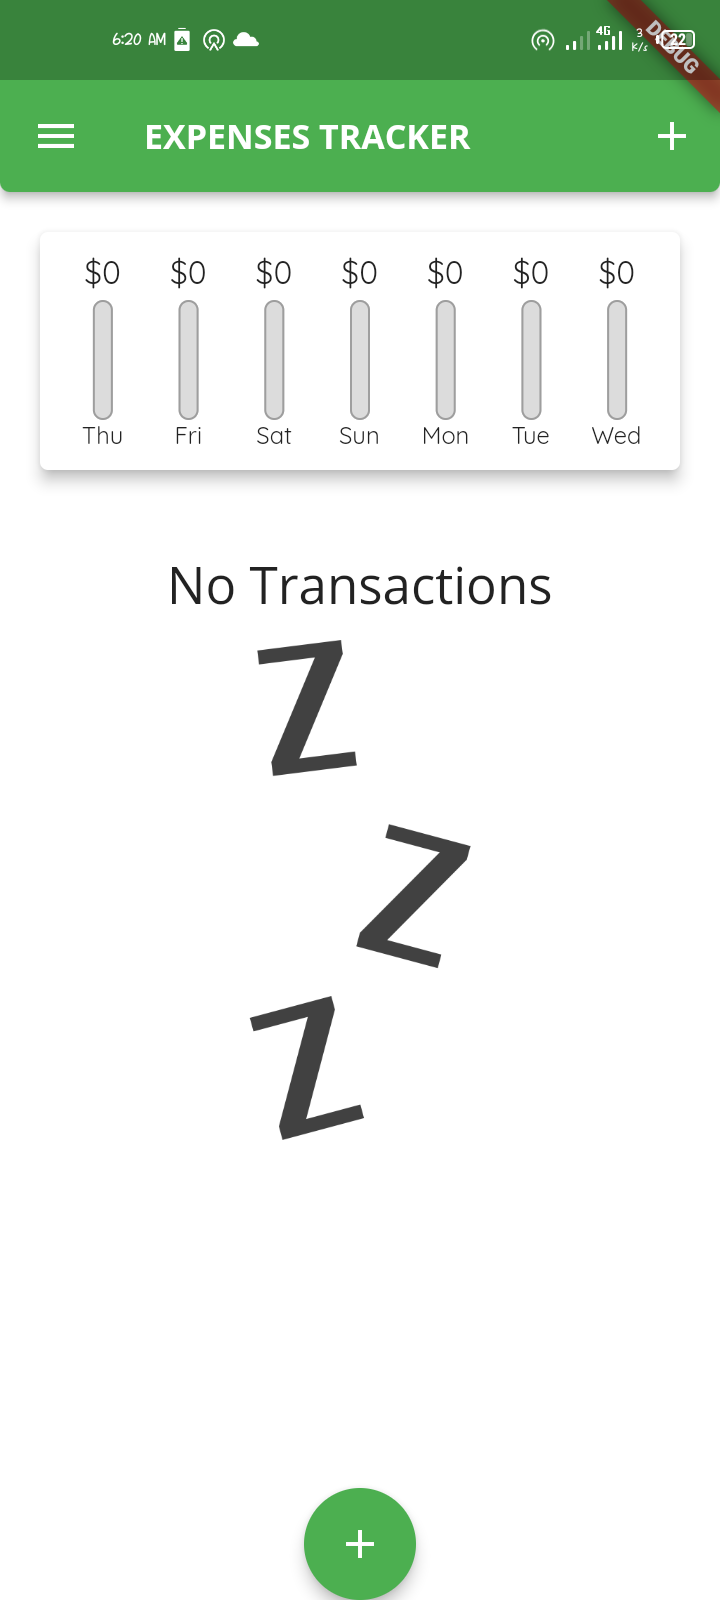 6:20 AM 4G 3 K/s 22
DEBUG
EXPENSES TRACKER
$0 $0 $0 $0 $0 $0 $0
Thu Fri Sat Sun Mon Tue Wed
No Transactions
Z
Z
Z